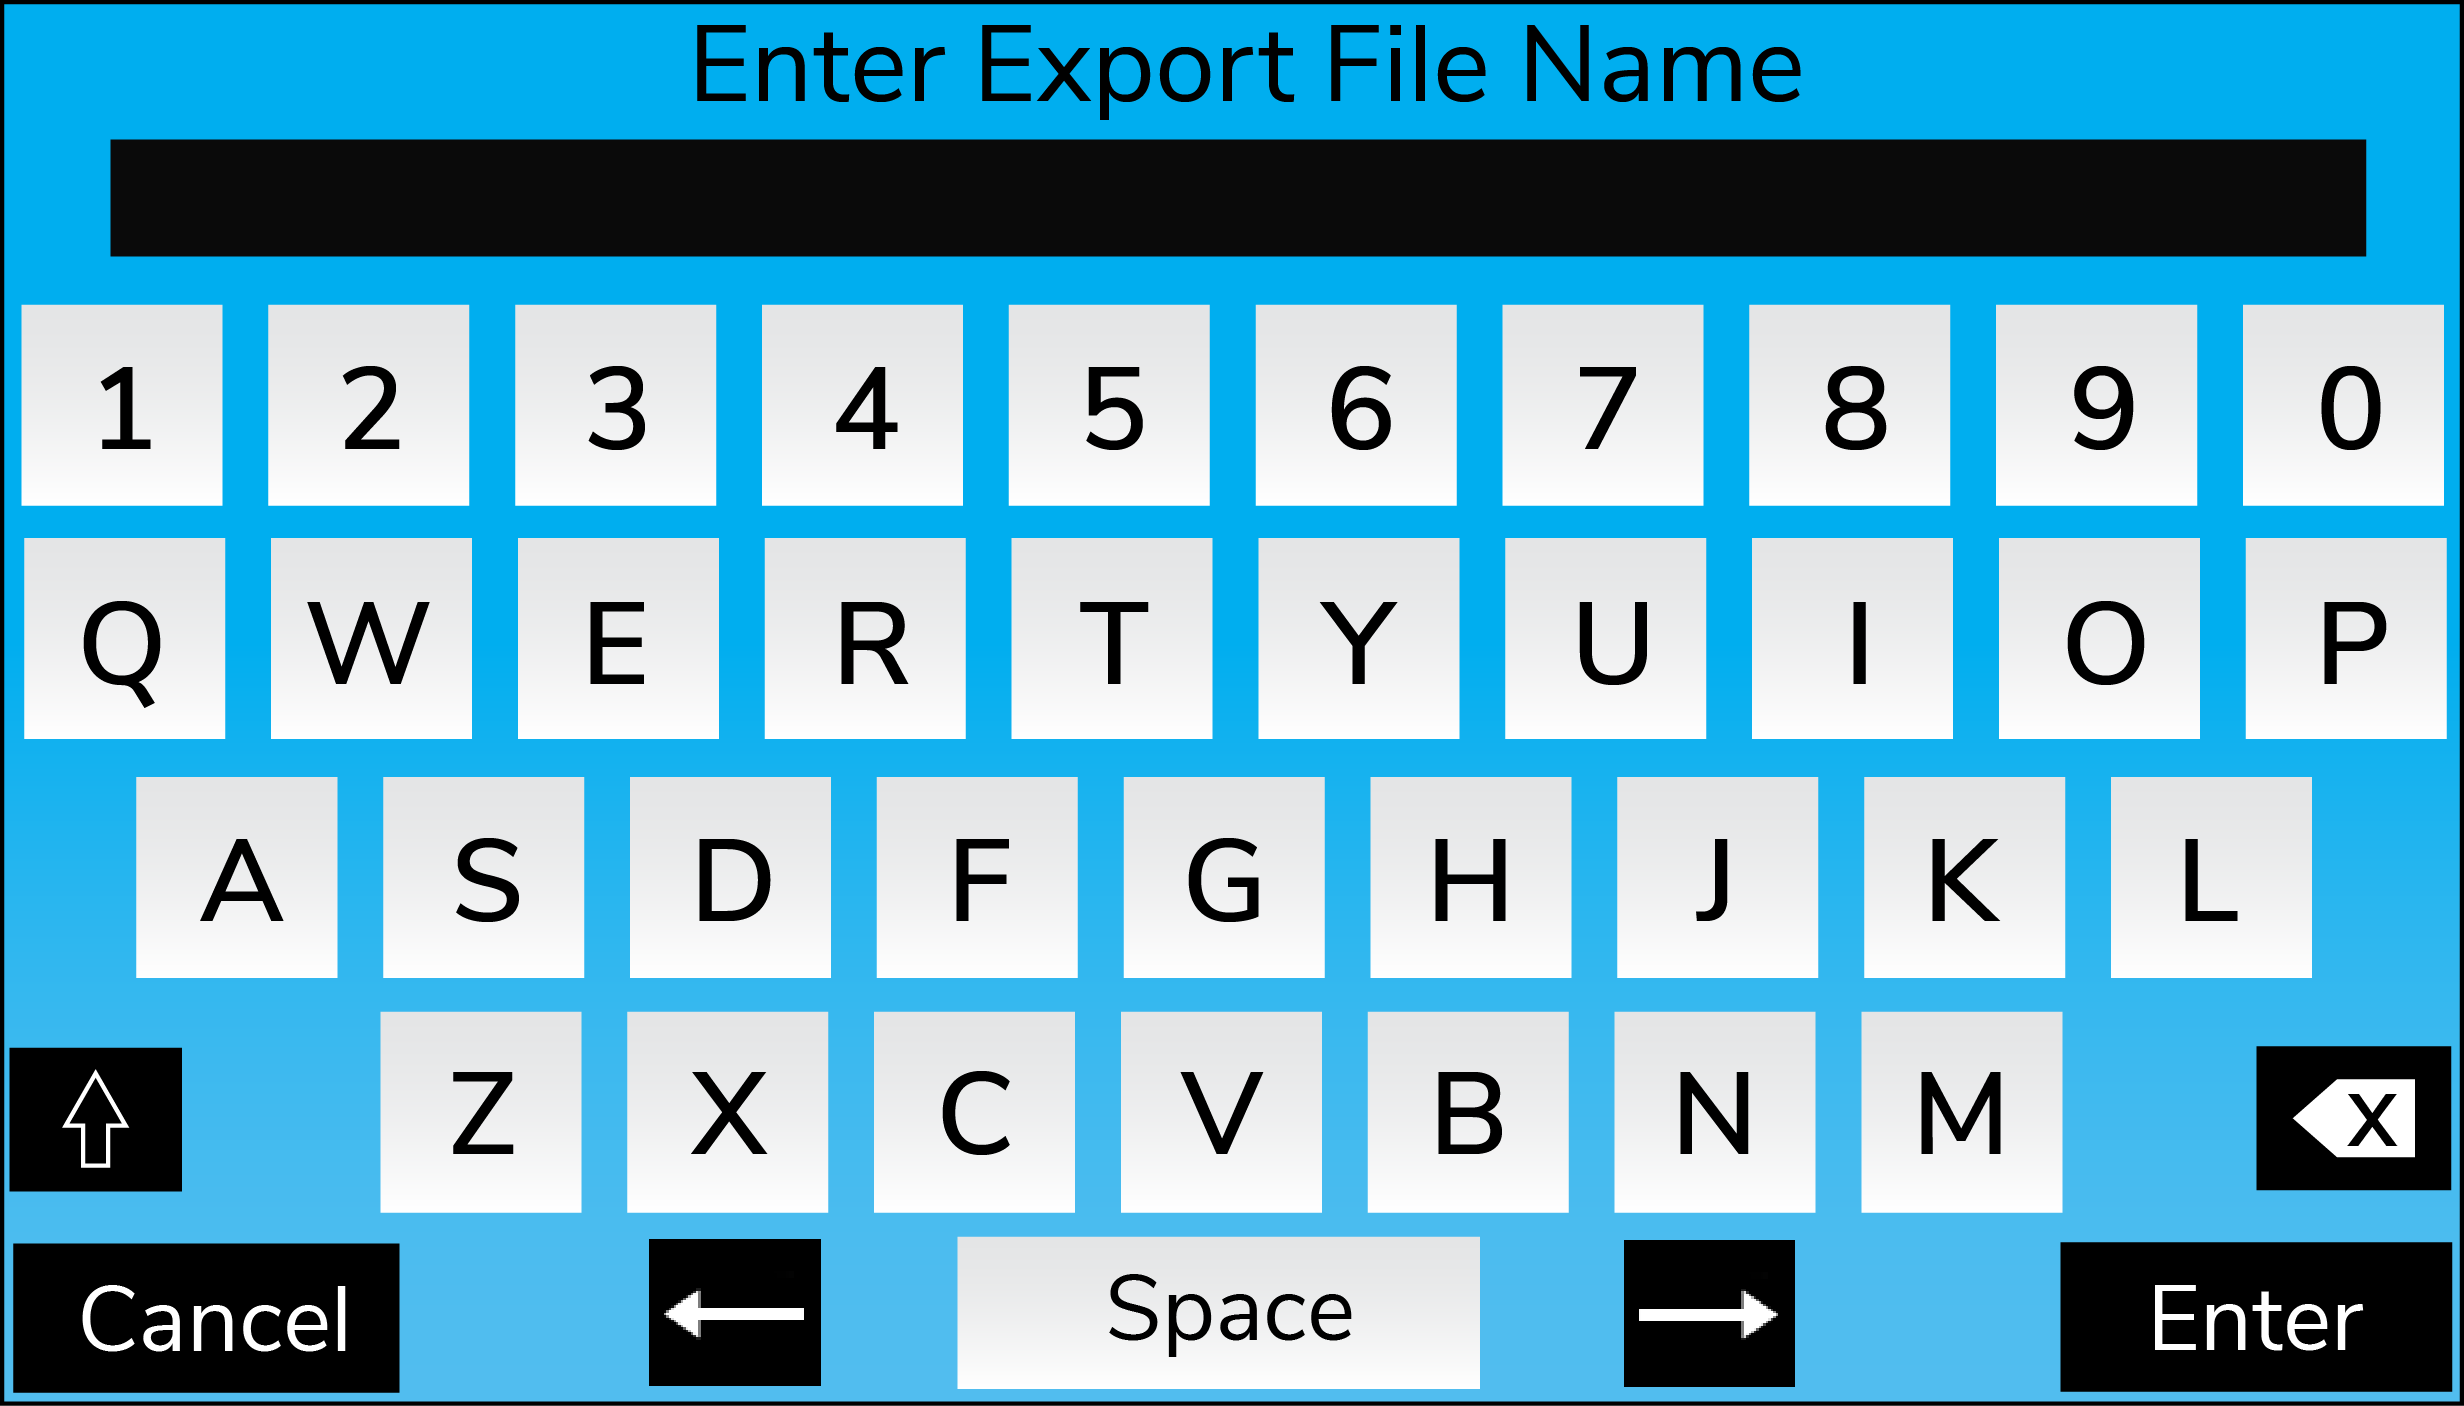 Enter Export File Name
1 2 3 4 5 6 7 8 9 0
Q W E R T Y U I O P
A S D F G H J K L
Z X C V B N M X
Cancel Space Enter